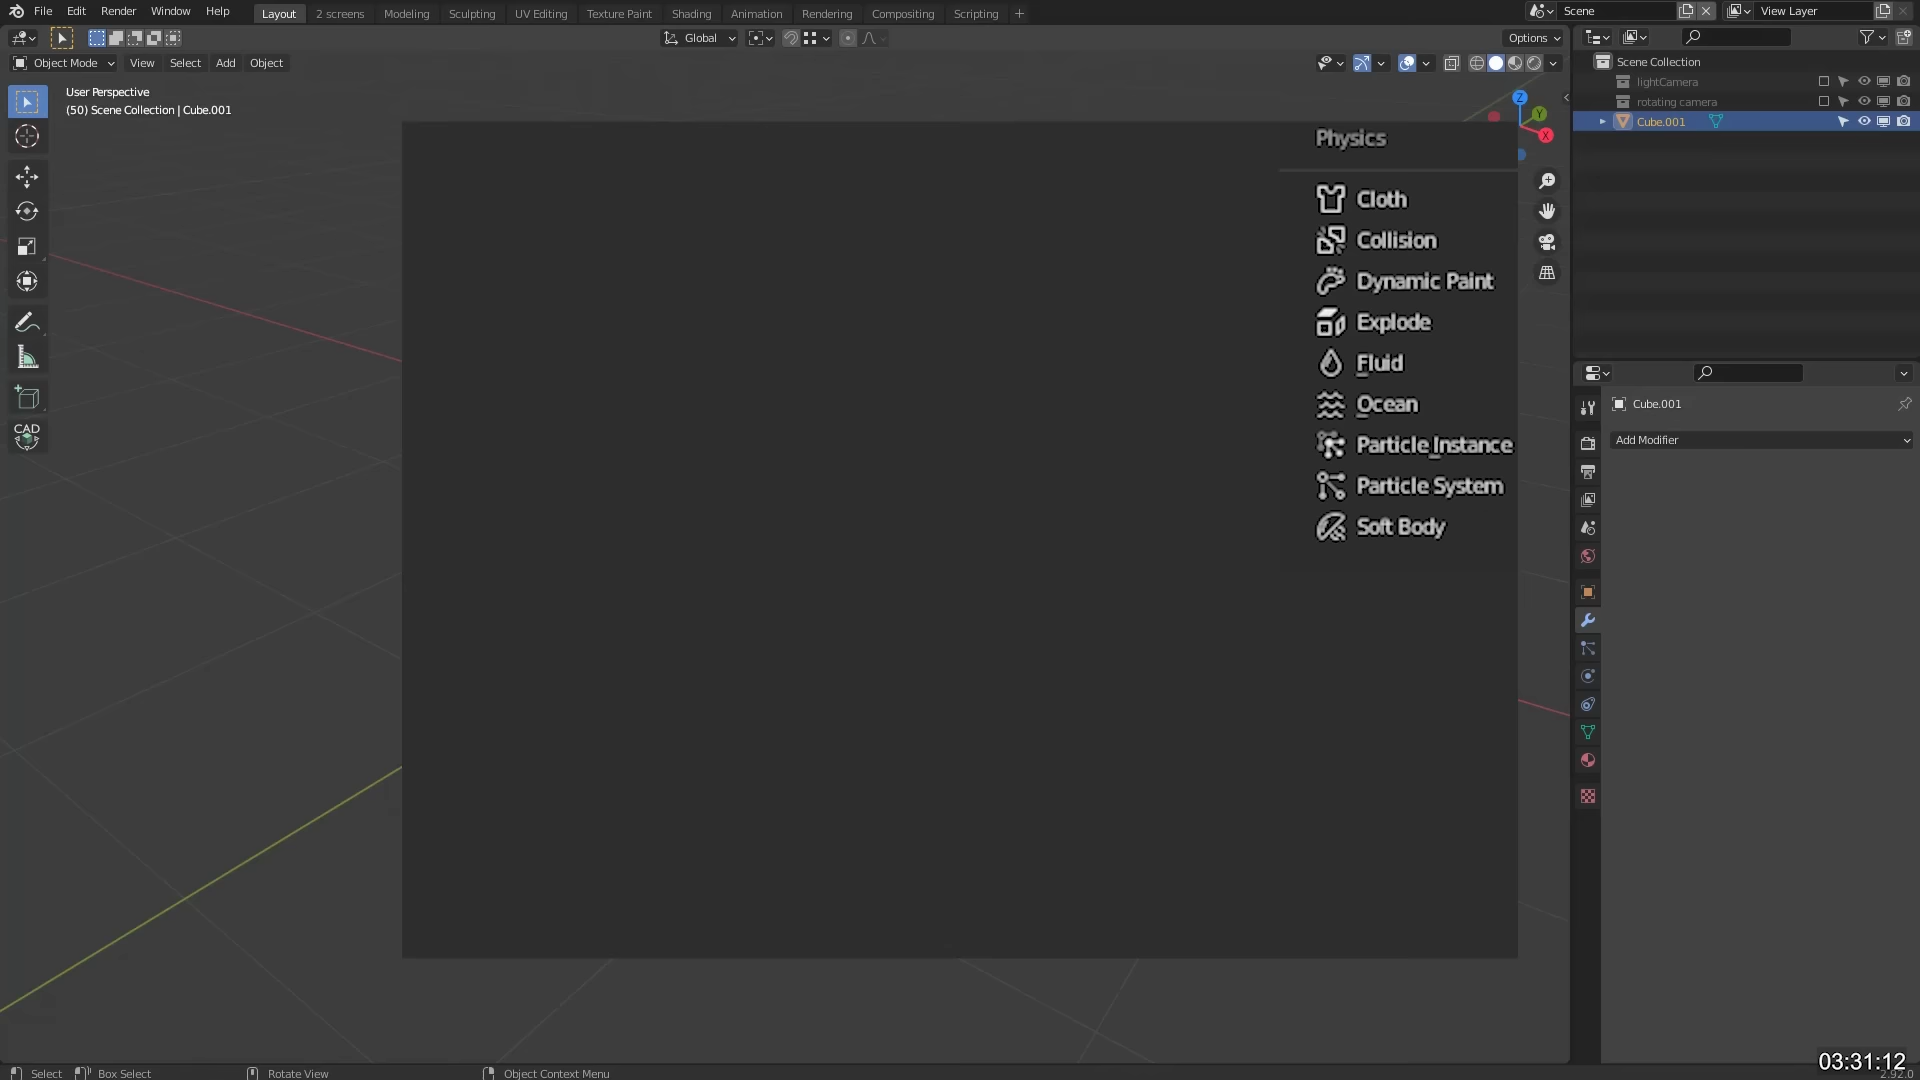 File Edit Render Window Help Layout 2 screens Modeling Sculpting UV Editing Texture Paint Shading Animation Rendering Compositing Scripting + Scene View Layer
Global Options
Object Mode View Select Add Object
User Perspective
(50) Scene Collection | Cube.001
CAD
Z
Y
X
Physics
Cloth
Collision
Dynamic Paint
Explode
Fluid
Ocean
Particle Instance
Particle System
Soft Body
Scene Collection
lightCamera
rotating camera
Cube.001
Cube.001
Add Modifier
Select Box Select Rotate View Object Context Menu
03:31:12
2.92.0